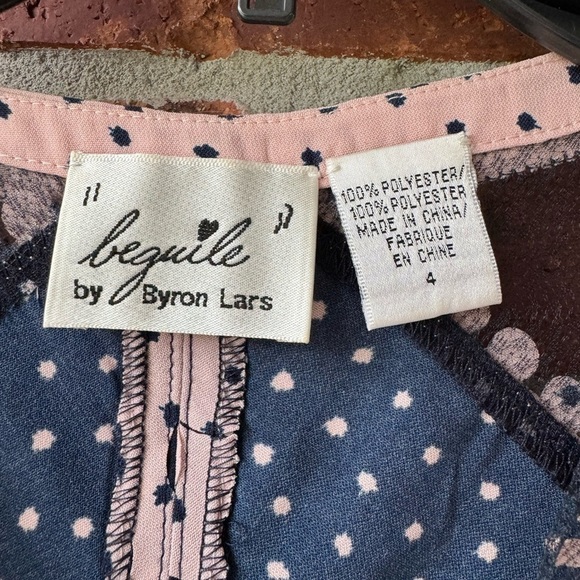 " beguile "
by Byron Lars
100% POLYESTER/
100% POLYESTER
MADE IN CHINA/
FABRIQUE
EN CHINE
4